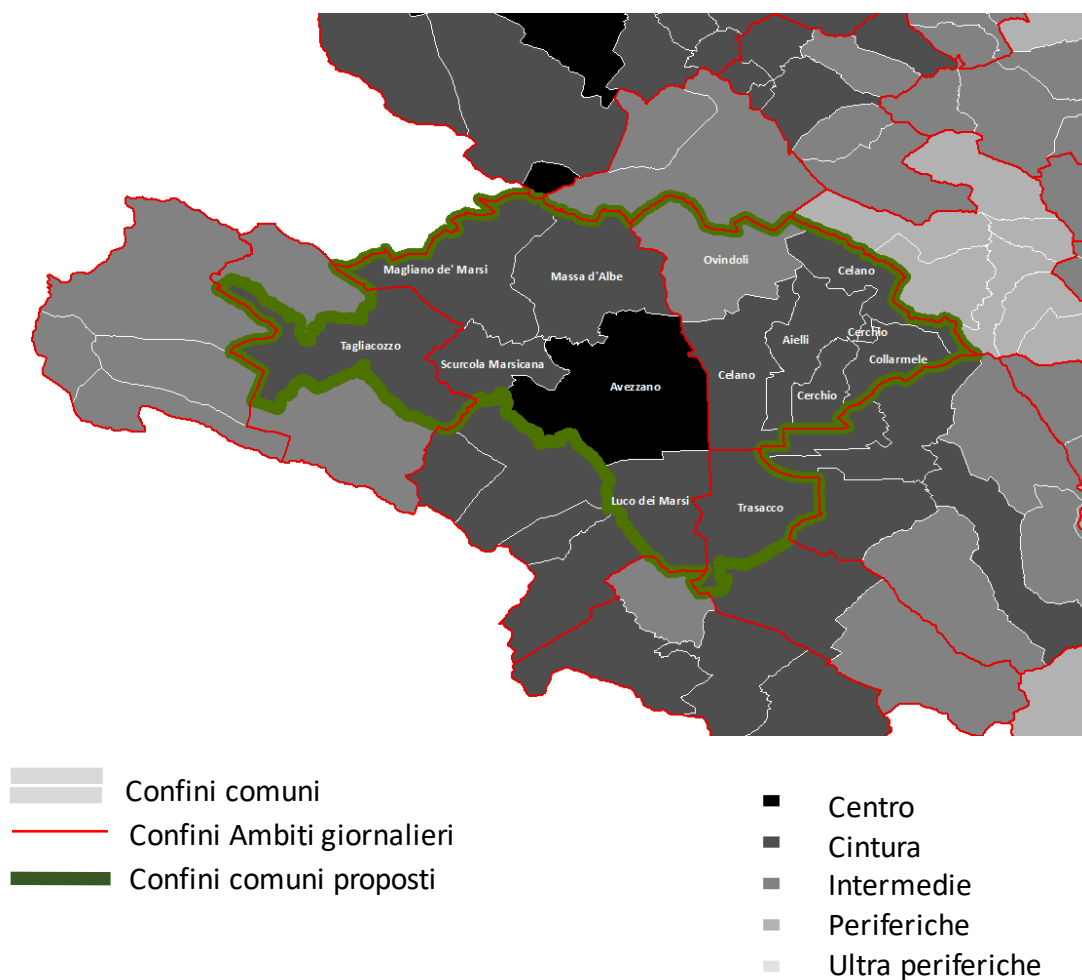 Ovindoli
Celano
Magliano de' Marsi
Massa d'Albe
Cerchio
Aielli
Tagliacozzo
Collarmele
Scurcola Marsicana
Celano
Avezzano
Cerchio
Luco dei Marsi
Trasacco
Confini comuni
Confini Ambiti giornalieri
Confini comuni proposti
Centro
Cintura
Intermedie
Periferiche
Ultra periferiche